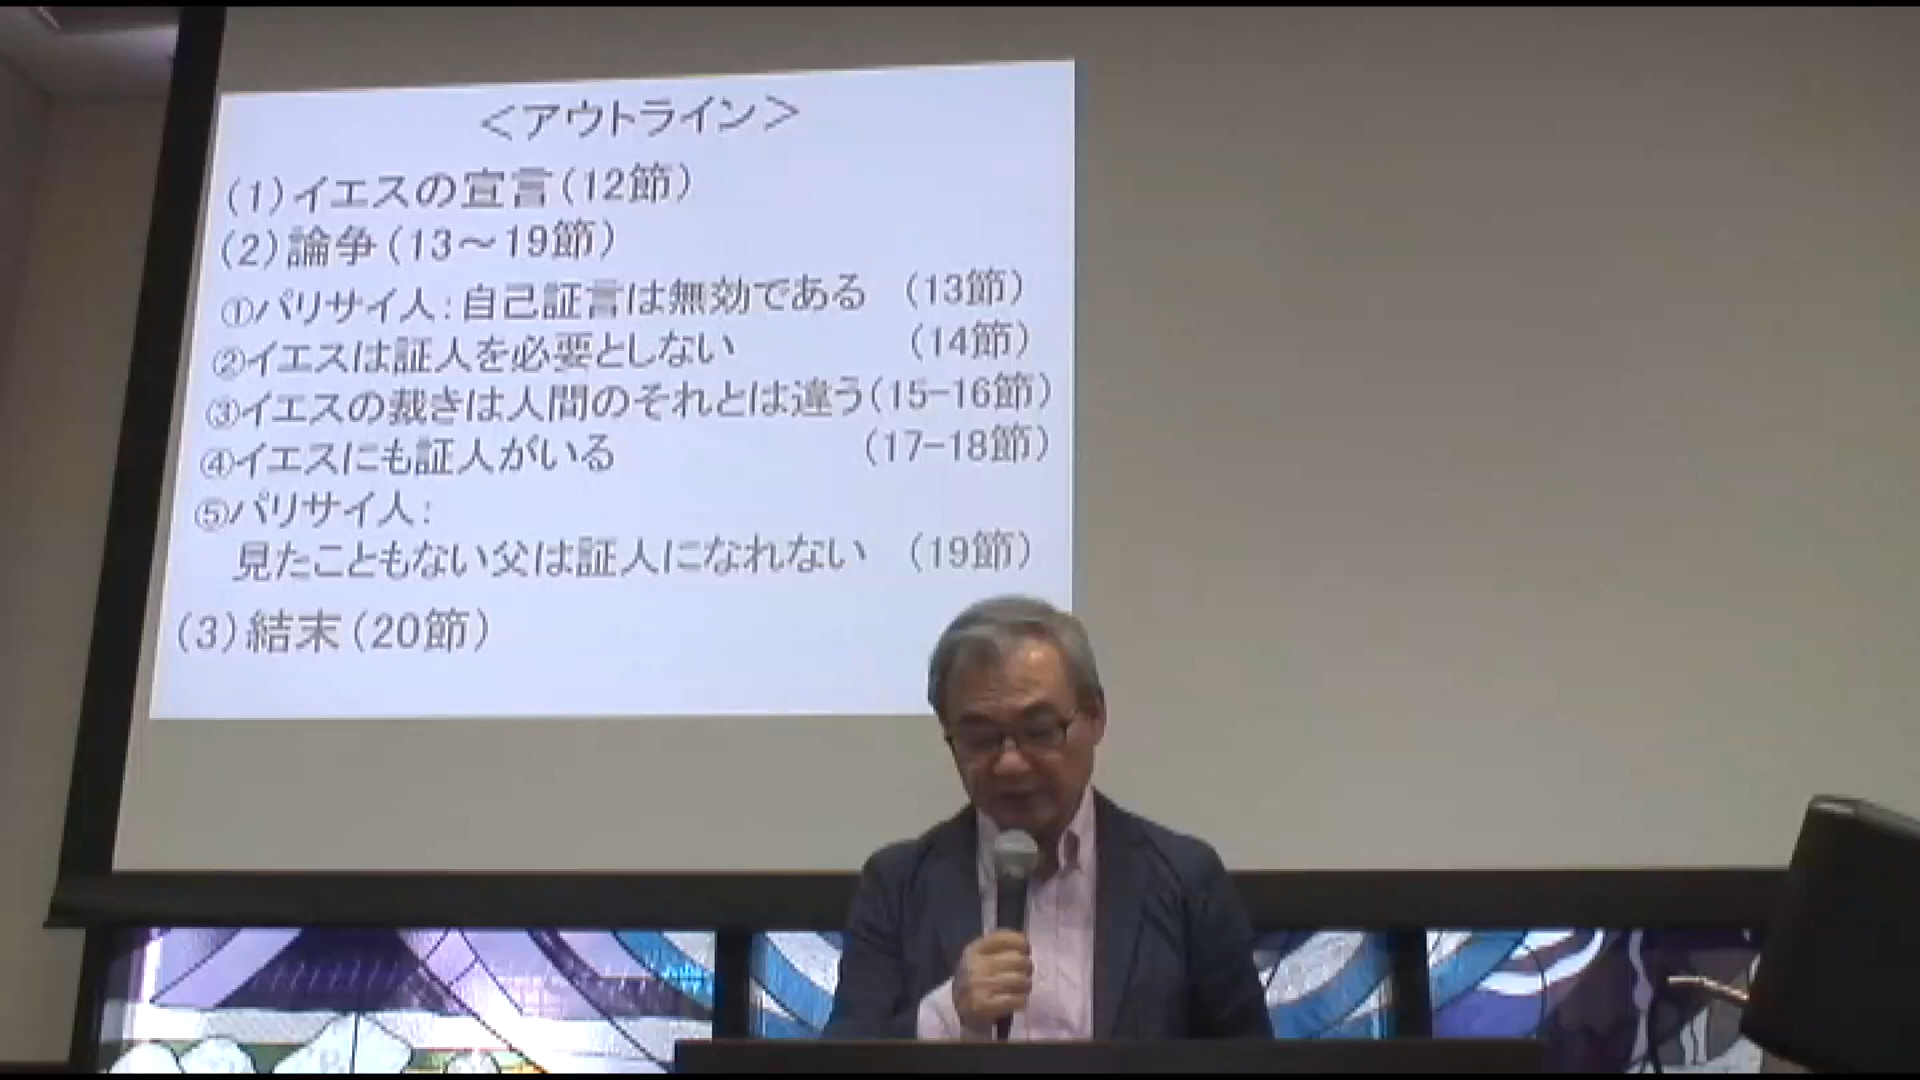 ＜アウトライン＞
(1)イエスの宣言(12節)
(2)論争(13～19節)
①パリサイ人：自己証言は無効である (13節)
②イエスは証人を必要としない (14節)
③イエスの裁きは人間のそれとは違う(15-16節)
④イエスにも証人がいる (17-18節)
⑤パリサイ人：
見たこともない父は証人になれない (19節)
(3)結末(20節)